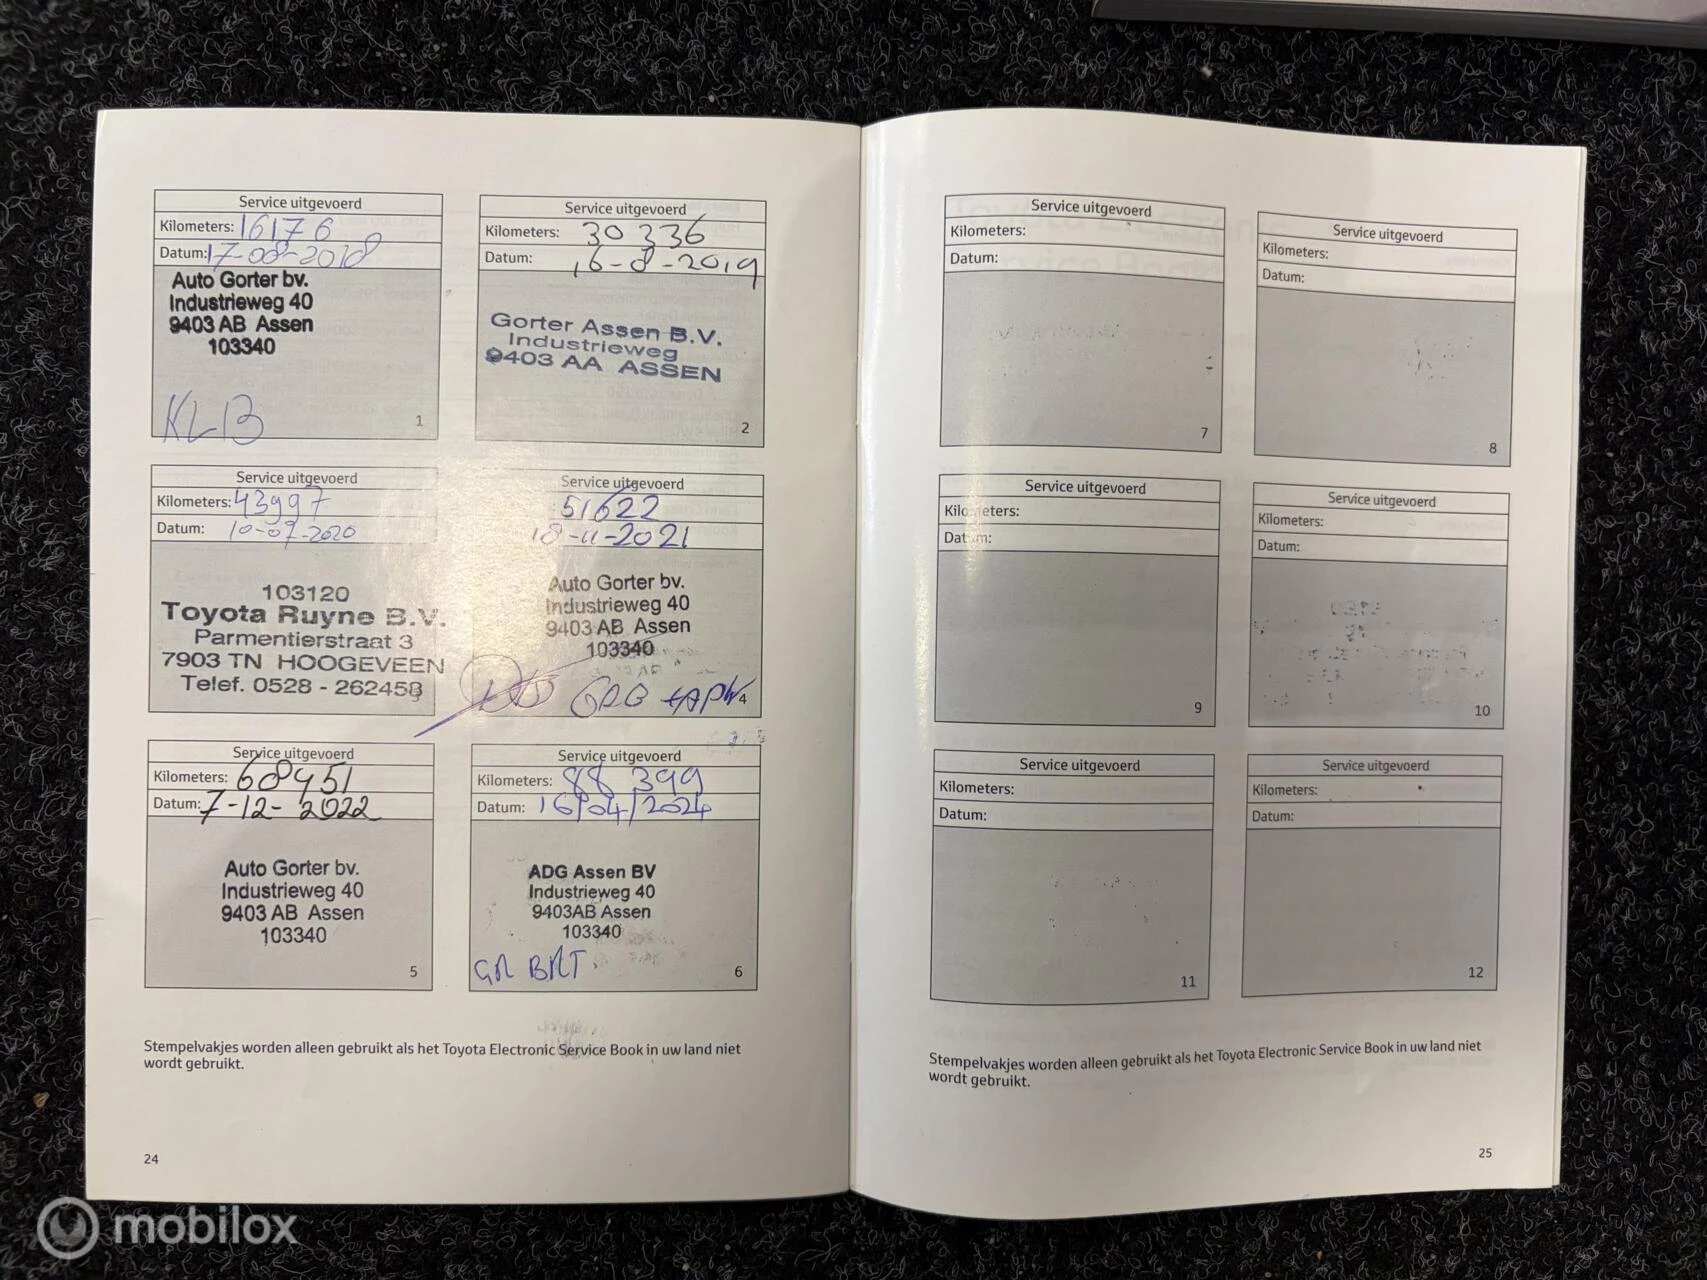 Service uitgevoerd
Kilometers: 16176
Datum: 17-08-2018
Auto Gorter bv.
Industrieweg 40
9403 AB Assen
103340
KLB
1
Service uitgevoerd
Kilometers: 30 336
Datum: 16-8-2019
Gorter Assen B.V.
Industrieweg
9403 AA ASSEN
2
Service uitgevoerd
Kilometers: 43997
Datum: 10-07-2020
103120
Toyota Ruyne B.V.
Parmentierstraat 3
7903 TN HOOGEVEEN
Telef. 0528 - 262458
Service uitgevoerd
51622
18-11-2021
Auto Gorter bv.
Industrieweg 40
9403 AB Assen
103340
4
Service uitgevoerd
Kilometers: 68451
Datum: 7-12-2022
Auto Gorter bv.
Industrieweg 40
9403 AB Assen
103340
5
Service uitgevoerd
Kilometers: 88 399
Datum: 16/04/2024
ADG Assen BV
Industrieweg 40
9403AB Assen
103340
6
Stempelvakjes worden alleen gebruikt als het Toyota Electronic Service Book in uw land niet
wordt gebruikt.
24
Service uitgevoerd
Kilometers:
Datum:
7
Service uitgevoerd
Kilometers:
Datum:
8
Service uitgevoerd
Kilometers:
Datum:
9
Service uitgevoerd
Kilometers:
Datum:
10
Service uitgevoerd
Kilometers:
Datum:
11
Service uitgevoerd
Kilometers:
Datum:
12
Stempelvakjes worden alleen gebruikt als het Toyota Electronic Service Book in uw land niet
wordt gebruikt.
25
mobilox